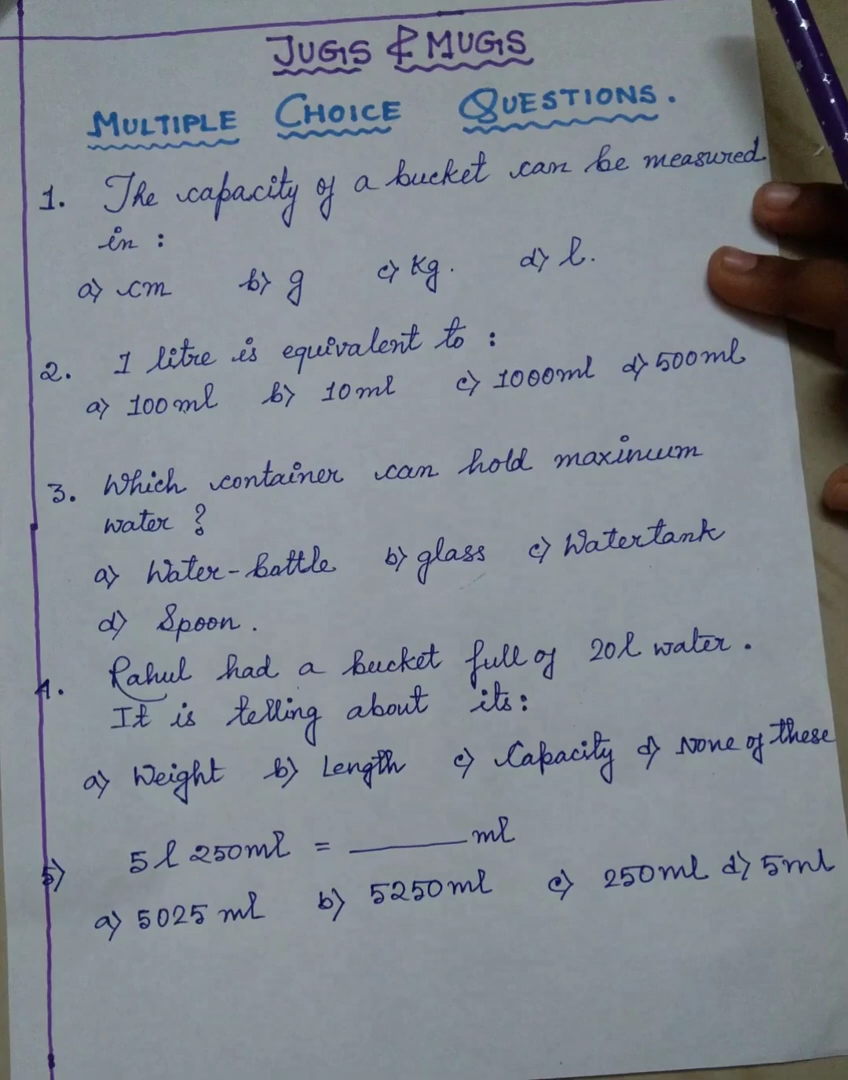 JUGS & MUGS
MULTIPLE CHOICE QUESTIONS.
1. The capacity of a bucket can be measured
in :
a) cm b) g c) Kg. d) l.
2. 1 litre is equivalent to :
a) 100 ml b) 10 ml c) 1000ml d) 500ml
3. Which container can hold maximum
water ?
a) Water-bottle b) glass c) Watertank
d) Spoon.
4. Rahul had a bucket full of 20l water.
It is telling about its:
a) Weight b) Length c) Capacity d) None of these
5) 5 l 250ml = ______ ml
a) 5025 ml b) 5250ml c) 250ml d) 5ml